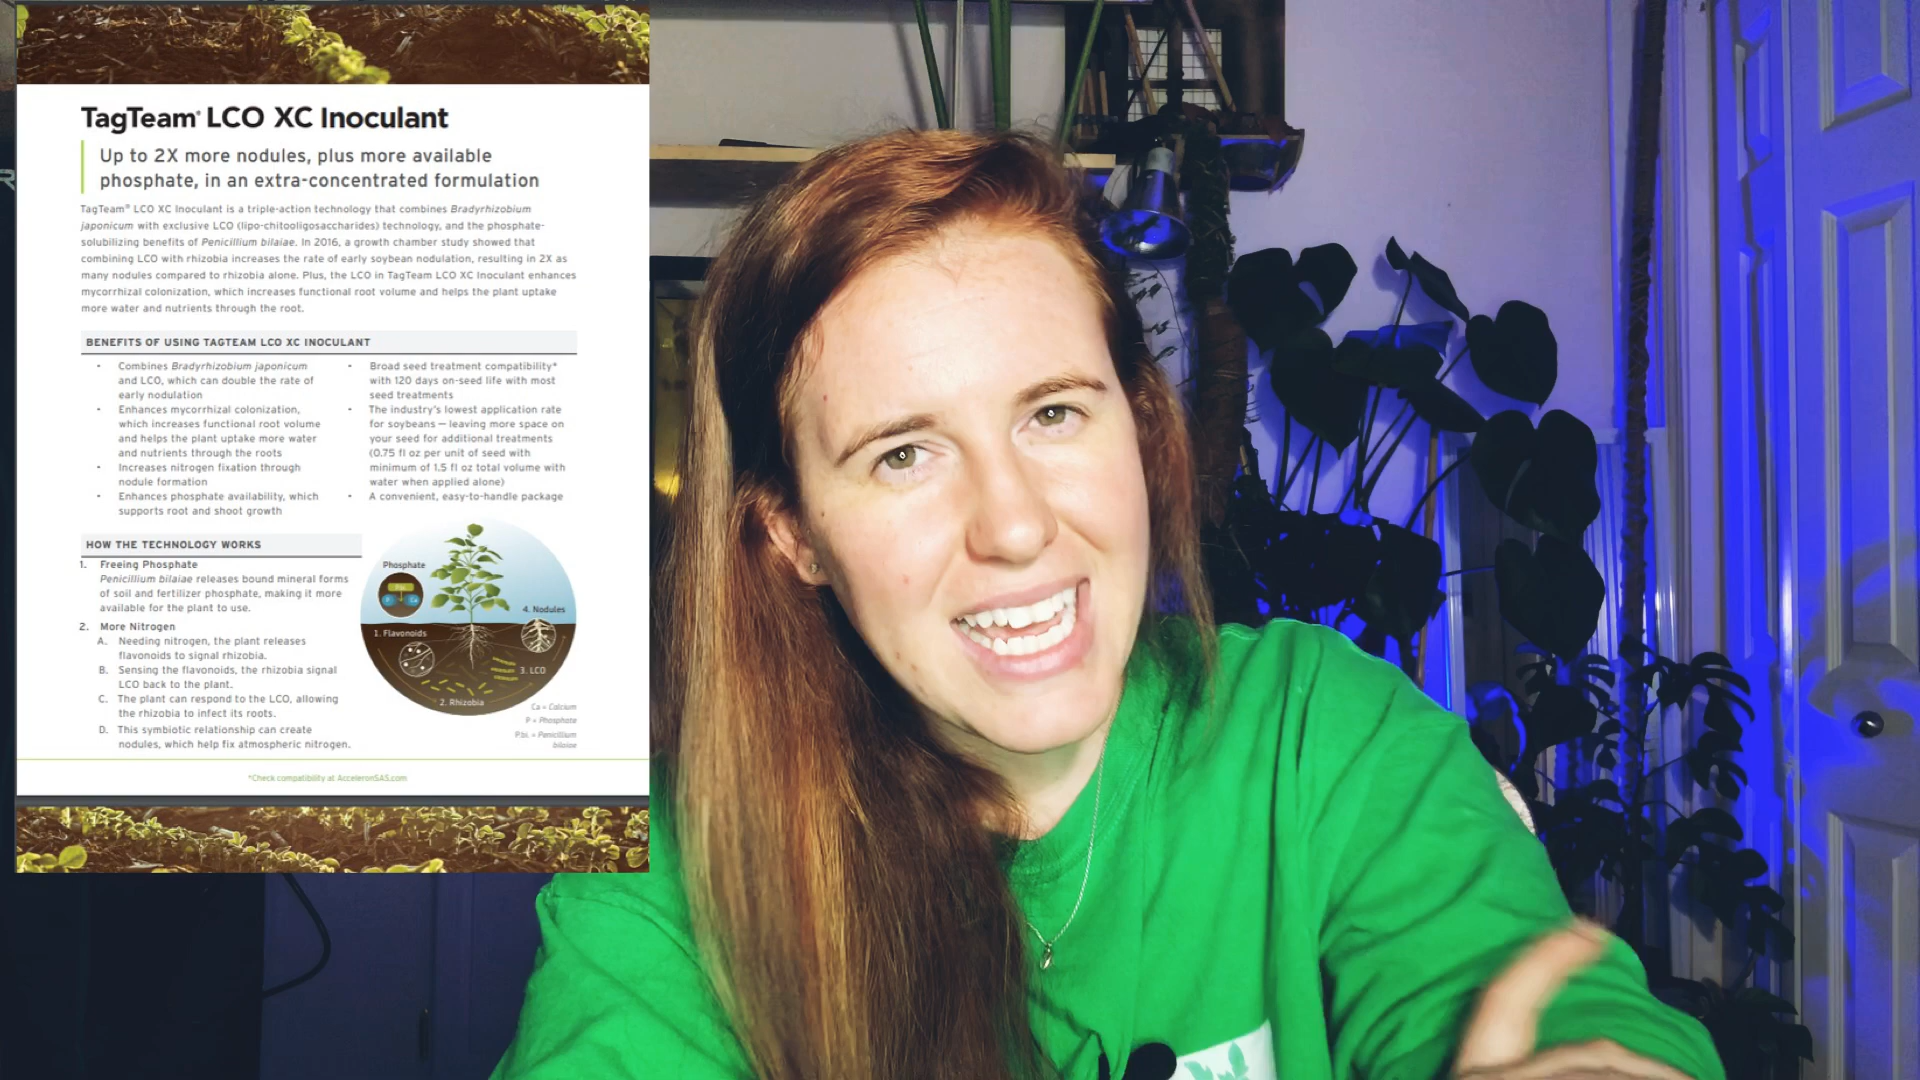 R
TagTeam® LCO XC Inoculant
Up to 2X more nodules, plus more available
phosphate, in an extra-concentrated formulation
TagTeam® LCO XC Inoculant is a triple-action technology that combines Bradyrhizobium
japonicum with exclusive LCO (lipo-chitooligosaccharides) technology, and the phosphate-
solubilizing benefits of Penicillium bilaiae. In 2016, a growth chamber study showed that
combining LCO with rhizobia increases the rate of early soybean nodulation, resulting in 2X as
many nodules compared to rhizobia alone. Plus, the LCO in TagTeam LCO XC Inoculant enhances
mycorrhizal colonization, which increases functional root volume and helps the plant uptake
more water and nutrients through the root.
BENEFITS OF USING TAGTEAM LCO XC INOCULANT
• Combines Bradyrhizobium japonicum
and LCO, which can double the rate of
early nodulation
• Enhances mycorrhizal colonization,
which increases functional root volume
and helps the plant uptake more water
and nutrients through the roots
• Increases nitrogen fixation through
nodule formation
• Enhances phosphate availability, which
supports root and shoot growth
• Broad seed treatment compatibility*
with 120 days on-seed life with most
seed treatments
• The industry's lowest application rate
for soybeans — leaving more space on
your seed for additional treatments
(0.75 fl oz per unit of seed with
minimum of 1.5 fl oz total volume with
water when applied alone)
• A convenient, easy-to-handle package
HOW THE TECHNOLOGY WORKS
1. Freeing Phosphate
Penicillium bilaiae releases bound mineral forms
of soil and fertilizer phosphate, making it more
available for the plant to use.
2. More Nitrogen
A. Needing nitrogen, the plant releases
flavonoids to signal rhizobia.
B. Sensing the flavonoids, the rhizobia signal
LCO back to the plant.
C. The plant can respond to the LCO, allowing
the rhizobia to infect its roots.
D. This symbiotic relationship can create
nodules, which help fix atmospheric nitrogen.
Phosphate
P
Ca
4. Nodules
1. Flavonoids
3. LCO
2. Rhizobia
Ca = Calcium
P = Phosphate
P.bi. = Penicillium
bilaiae
*Check compatibility at AcceleronSAS.com